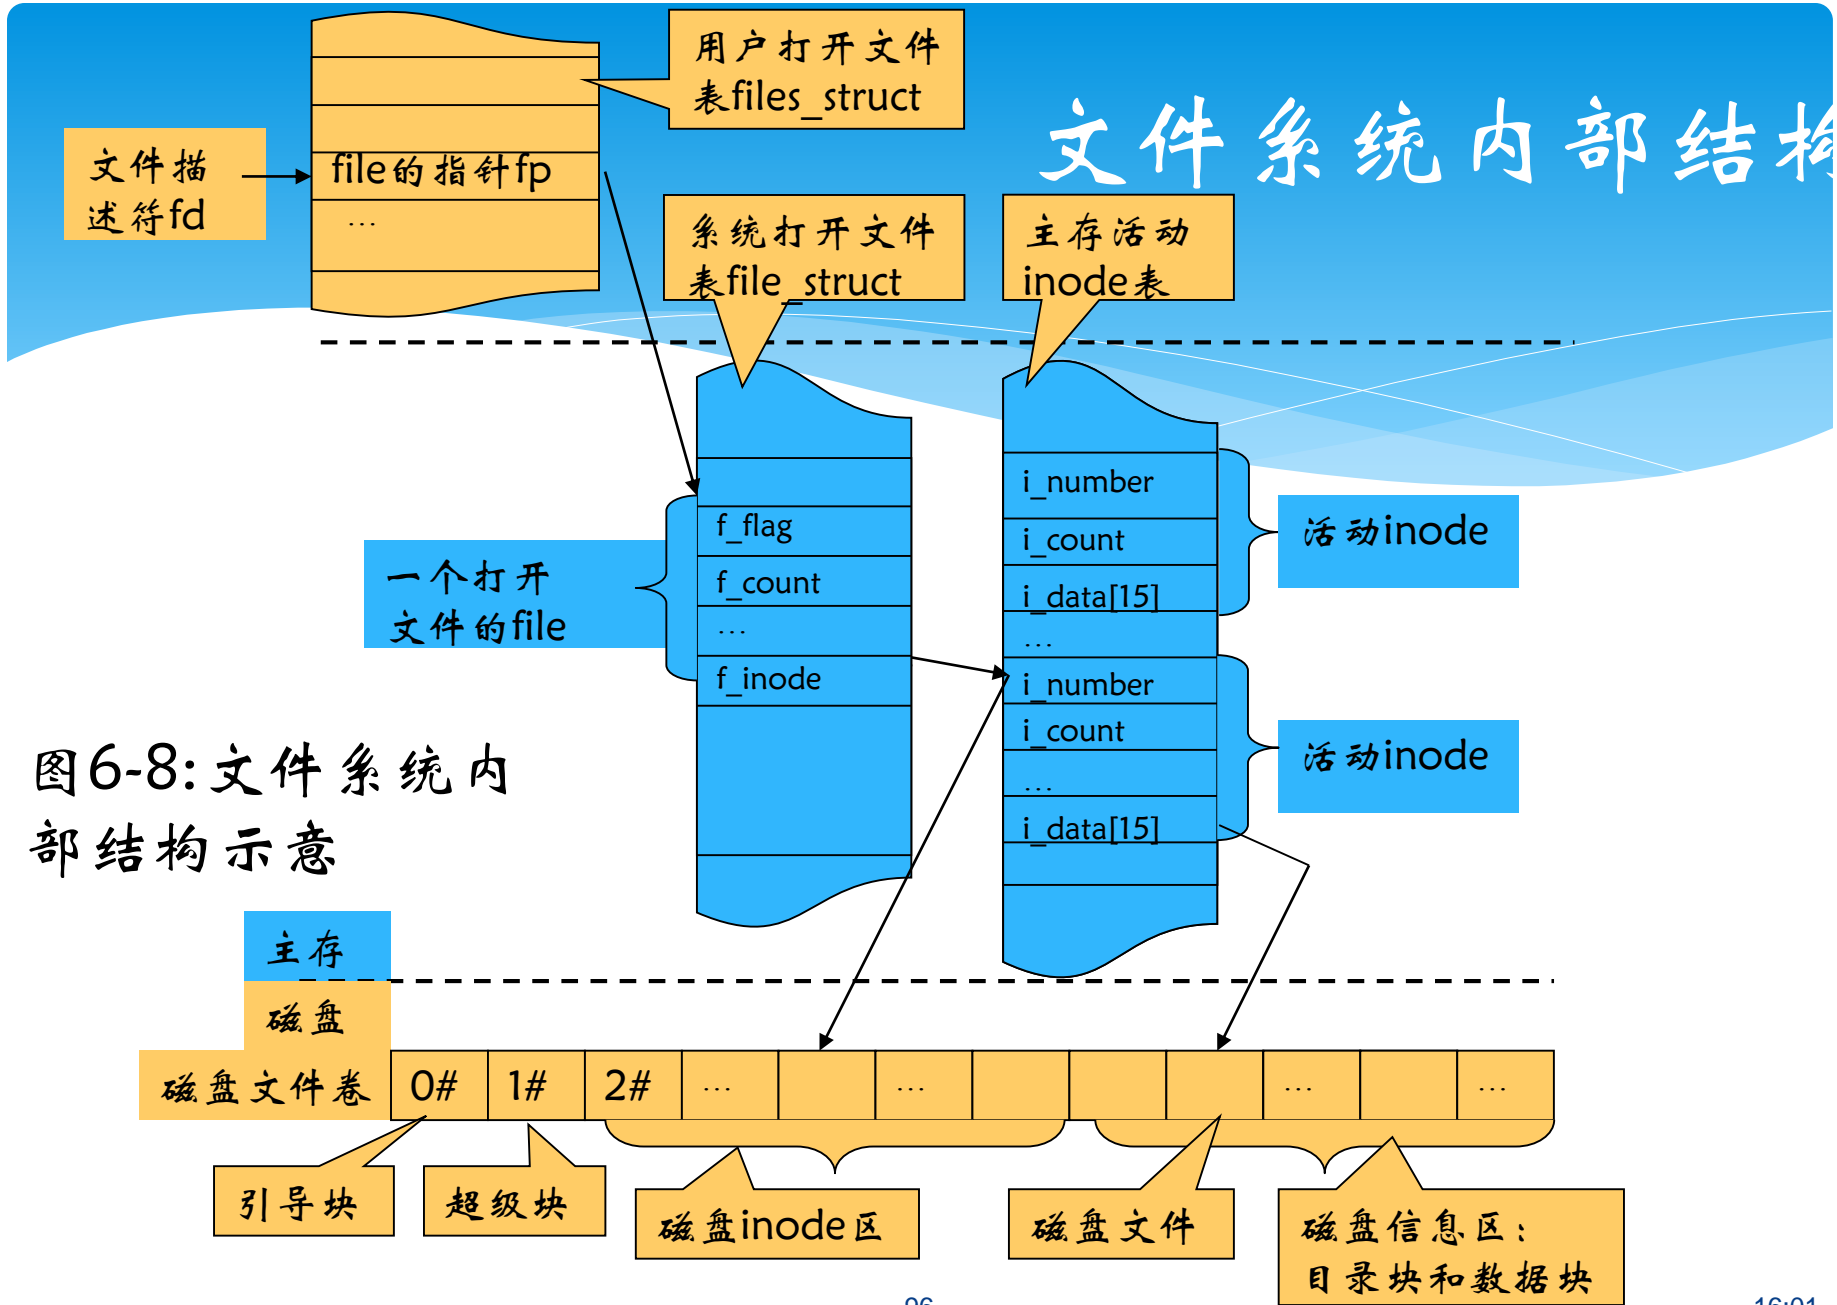 文件系统内部结构
用户打开文件
表files_struct
文件描
述符fd
file的指针fp
...
系统打开文件
表file_struct
主存活动
inode表
f_flag
f_count
...
f_inode
一个打开
文件的file
i_number
i_count
i_data[15]
...
i_number
i_count
...
i_data[15]
活动inode
活动inode
图6-8:文件系统内
部结构示意
主存
磁盘
磁盘文件卷
0# 1# 2# ... ... ... ...
引导块
超级块
磁盘inode区
磁盘文件
磁盘信息区：
目录块和数据块